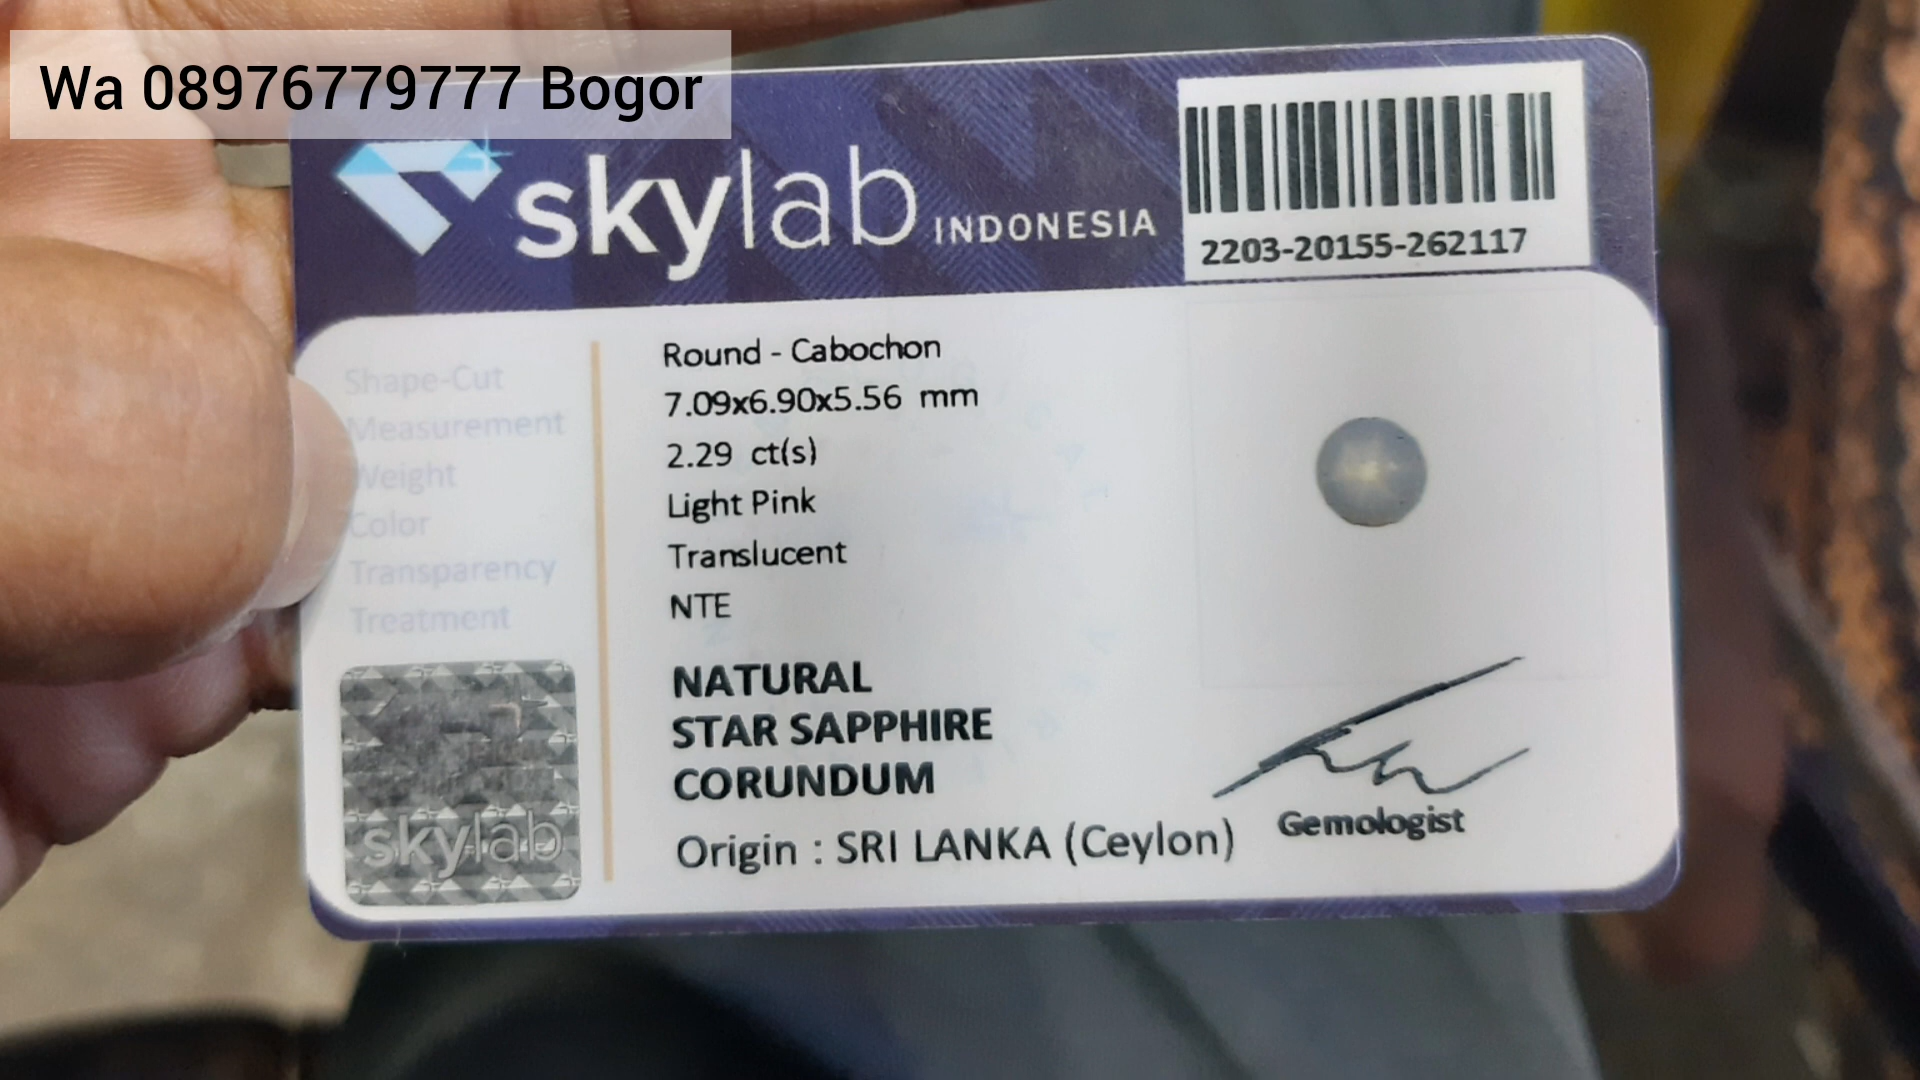 Wa 08976779777 Bogor
skylab INDONESIA
2203-20155-262117
Shape-Cut Round - Cabochon
Measurement 7.09x6.90x5.56 mm
Weight 2.29 ct(s)
Color Light Pink
Transparency Translucent
Treatment NTE
NATURAL
STAR SAPPHIRE
CORUNDUM
Origin : SRI LANKA (Ceylon)
Gemologist
skylab